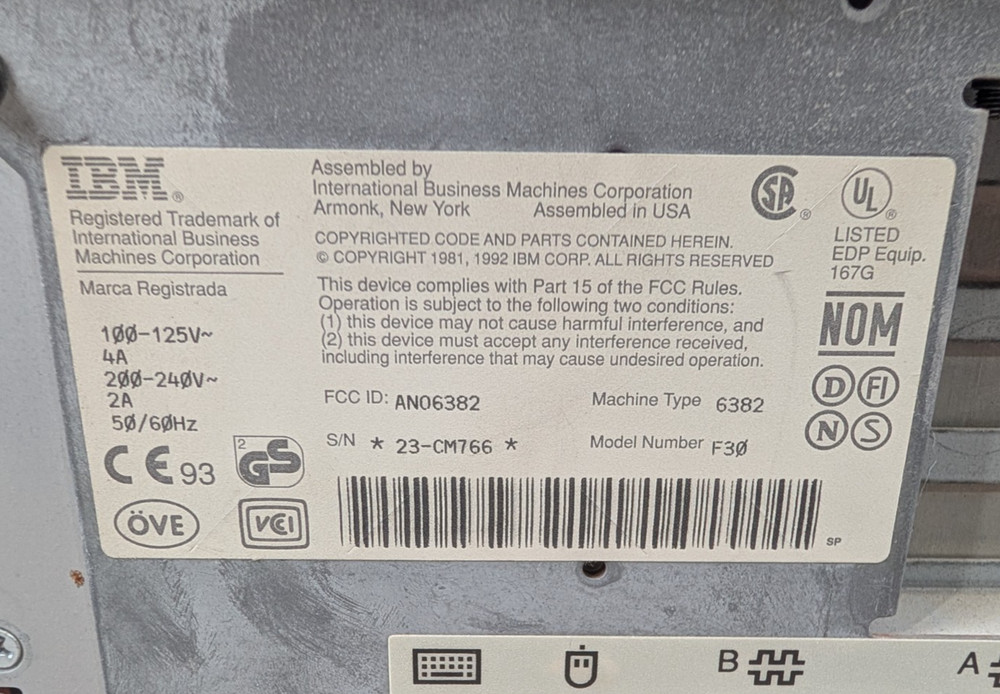 IBM®
Registered Trademark of
International Business
Machines Corporation
Marca Registrada
100-125V~
4A
200-240V~
2A
50/60Hz
CE 93
2
GS
ÖVE
VCCI
Assembled by
International Business Machines Corporation
Armonk, New York Assembled in USA
COPYRIGHTED CODE AND PARTS CONTAINED HEREIN.
© COPYRIGHT 1981, 1992 IBM CORP. ALL RIGHTS RESERVED
This device complies with Part 15 of the FCC Rules.
Operation is subject to the following two conditions:
(1) this device may not cause harmful interference, and
(2) this device must accept any interference received,
including interference that may cause undesired operation.
FCC ID: ANO6382 Machine Type 6382
S/N * 23-CM766 * Model Number F30
SP
SA®
UL®
LISTED
EDP Equip.
167G
NOM
D FI
N S
B A